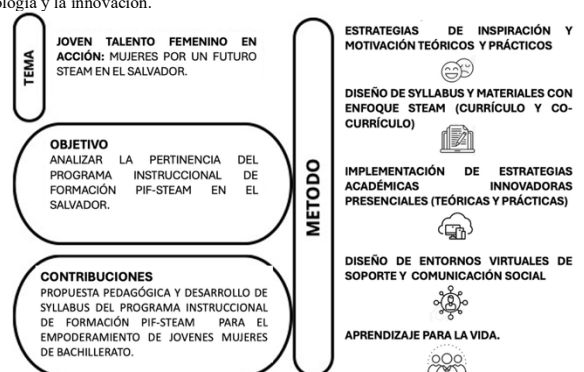 ología y la innovación.
TEMA
JOVEN TALENTO FEMENINO EN
ACCIÓN: MUJERES POR UN FUTURO
STEAM EN EL SALVADOR.
OBJETIVO
ANALIZAR LA PERTINENCIA DEL
PROGRAMA INSTRUCCIONAL DE
FORMACIÓN PIF-STEAM EN EL
SALVADOR.
CONTRIBUCIONES
PROPUESTA PEDAGÓGICA Y DESARROLLO DE
SYLLABUS DEL PROGRAMA INSTRUCCIONAL
DE FORMACIÓN PIF-STEAM PARA EL
EMPODERAMIENTO DE JOVENES MUJERES
DE BACHILLERATO.
METODO
ESTRATEGIAS DE INSPIRACIÓN Y
MOTIVACIÓN TEÓRICOS Y PRÁCTICOS
DISEÑO DE SYLLABUS Y MATERIALES CON
ENFOQUE STEAM (CURRÍCULO Y CO-
CURRÍCULO)
IMPLEMENTACIÓN DE ESTRATEGIAS
ACADÉMICAS INNOVADORAS
PRESENCIALES (TEÓRICAS Y PRÁCTICAS)
DISEÑO DE ENTORNOS VIRTUALES DE
SOPORTE Y COMUNICACIÓN SOCIAL
APRENDIZAJE PARA LA VIDA.